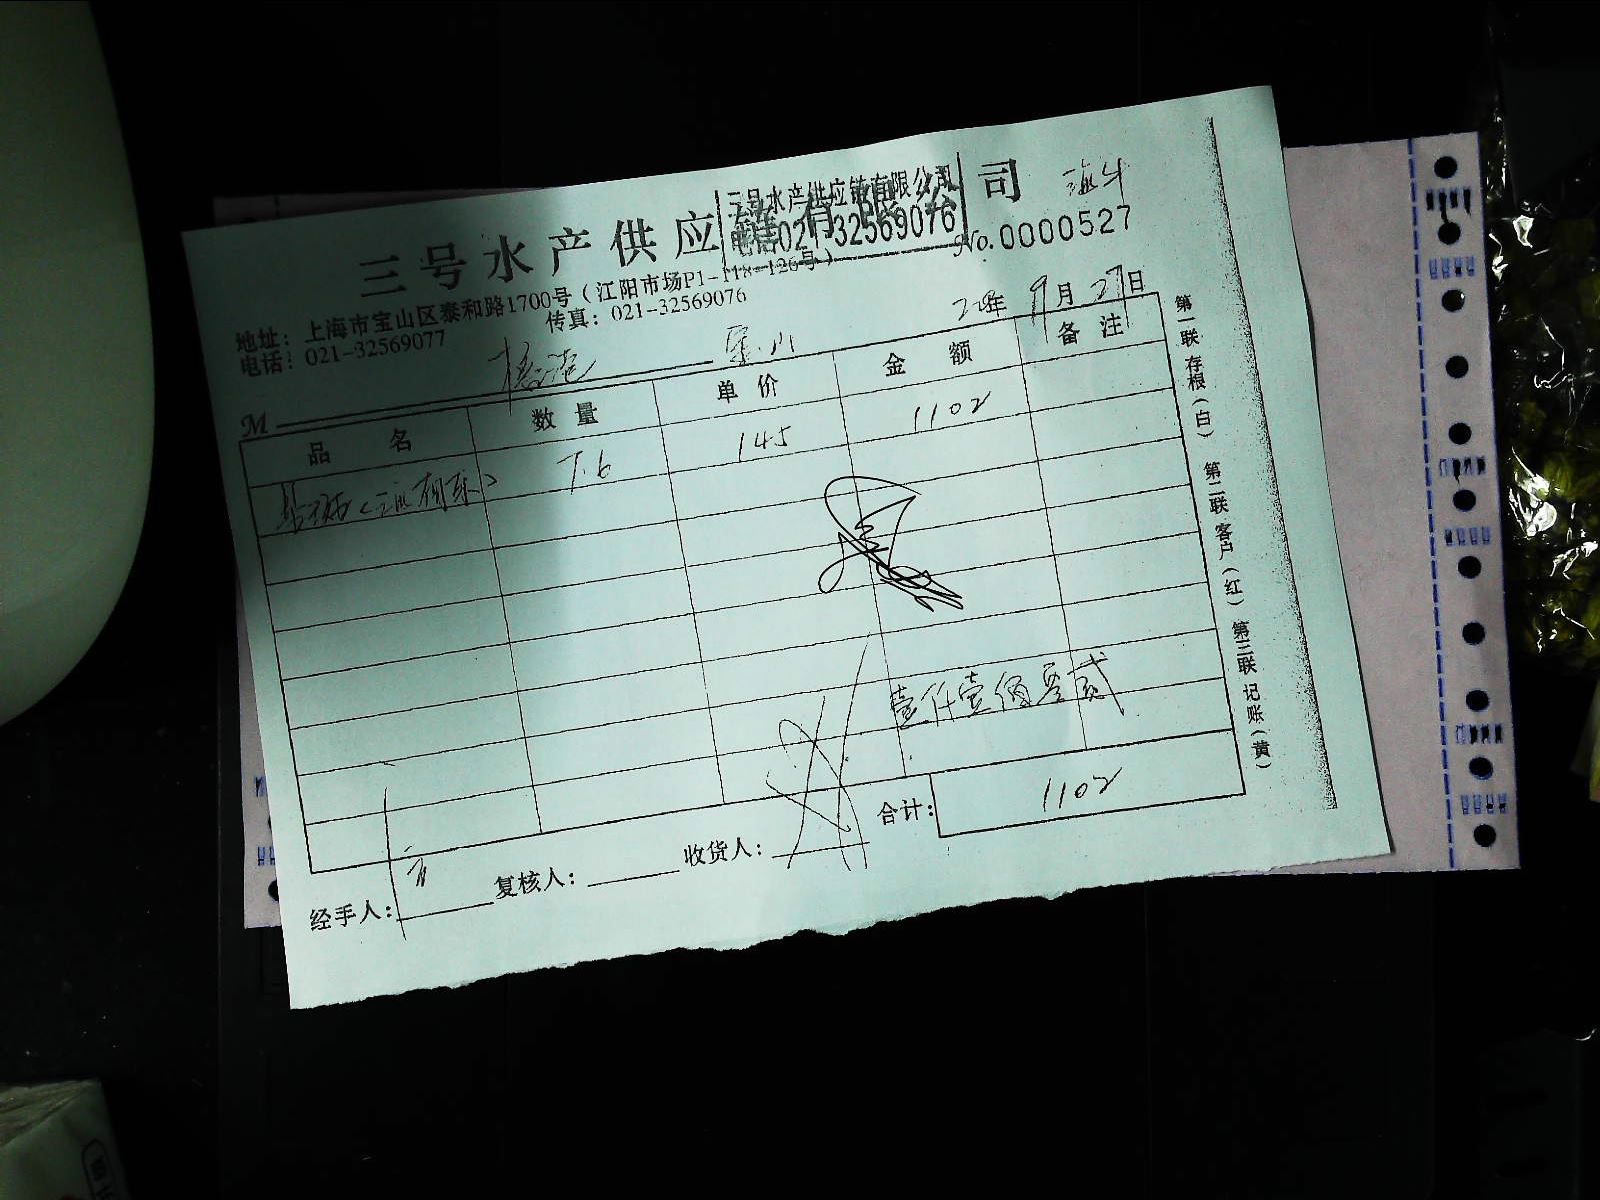 三号水产供应销有限公司
三号水产供应链有限公司
电话021-32569076
No.0000527
地址：上海市宝山区泰和路1700号（江阳市场P1-118-126号）
电话：021-32569077 传真：021-32569076
年 9月27日
M
品 名 数 量 单 价 金 额 备 注
7.6 145 1102
壹仟壹佰零贰
合计：1102
经手人： 复核人： 收货人：
第一联 存根（白） 第二联 客户（红） 第三联 记账（黄）